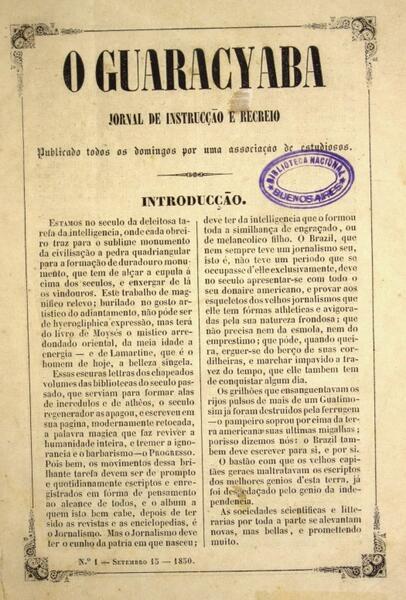 O GUARACYABA
JORNAL DE INSTRUCÇÃO E RECREIO
Publicado todos os domingos por uma associação de estudiosos.
BIBLIOTECA NACIONAL
BUENOS AIRES
INTRODUCÇÃO.
ESTAMOS no seculo da deleitosa ta-
refa da intelligencia, onde cada obrei-
ro traz para o sublime monumento
da civilisação a pedra quadriangular
para a formação de duradouro monu-
mento, que tem de alçar a cupula á
cima dos seculos, e enxergar de lá
os vindouros. Este trabalho de ma-
gnifico relevo; burilado no gosto ar-
tistico do adiantamento, não póde ser
de hyerogliphica expressão, mas terá
do livro de Moysés o mistico arre-
dondado oriental, da meia idade a
energia — e de Lamartine, que é o
homem de hoje, a belleza singela.
Essas escuras lettras dos chapeados
volumes das bibliotecas do seculo pas-
sado, que serviam para formar alas
de incredulos e de athêos, o seculo
regenerador as apagou, e escreveu em
sua pagina, modernamente retocada,
a palavra magica que faz reviver a
humanidade inteira, e tremer a igno-
rancia e o barbarismo—o PROGRESSO.
Pois bem, os movimentos dessa bri-
lhante tarefa devem ser de prompto
e quotidianamente escriptos e enre-
gistrados em fórma de pensamento
ao alcance de todos, e o album a
quem isto bem cabe, depois de ter
sido as revistas e as enciclopedias, é
o Jornalismo. Mas o Jornalismo deve
ter o cunho da patria em que nasceu;
deve ter da intelligencia que o formou
toda a similhança de engraçado, ou
de melancolico filho. O Brazil, que
nem sempre teve um jornalismo seu,
isto é, não teve um periodo que se
occupasse d'elle exclusivamente, deve
no seculo apresentar-se com todo o
seu donaire americano, e provar aos
esqueletos dos velhos jornalismos que
elle tem fórmas athleticas e avigora-
das pela sua natureza frondosa; que
não precisa nem da esmola, nem do
emprestimo; que póde, quando quei-
ra, erguer-se do berço de suas cor-
dilheiras, e marchar impavido a tra-
vez do tempo, que elle tambem tem
de conquistar algum dia.
Os grilhões que ensanguentavam os
rijos pulsos de mais de um Guatimo-
sim já foram destruidos pela ferrugem
— o pampeiro soprou por cima da
terra americana as suas ultimas migalhas;
porisso dizemos nós: o Brazil tam-
bem deve escrever para si, e por si.
O bastão com que os velhos capi-
tães geraes maltratavam os escriptos
dos melhores genios d'esta terra, já
foi despedaçado pelo genio da inde-
pendencia.
As sociedades scientificas e litte-
rarias por toda a parte se alevantam
novas, mas bellas, e promettendo
muito.
N.º 1 — SETEMBRO 15 — 1850.